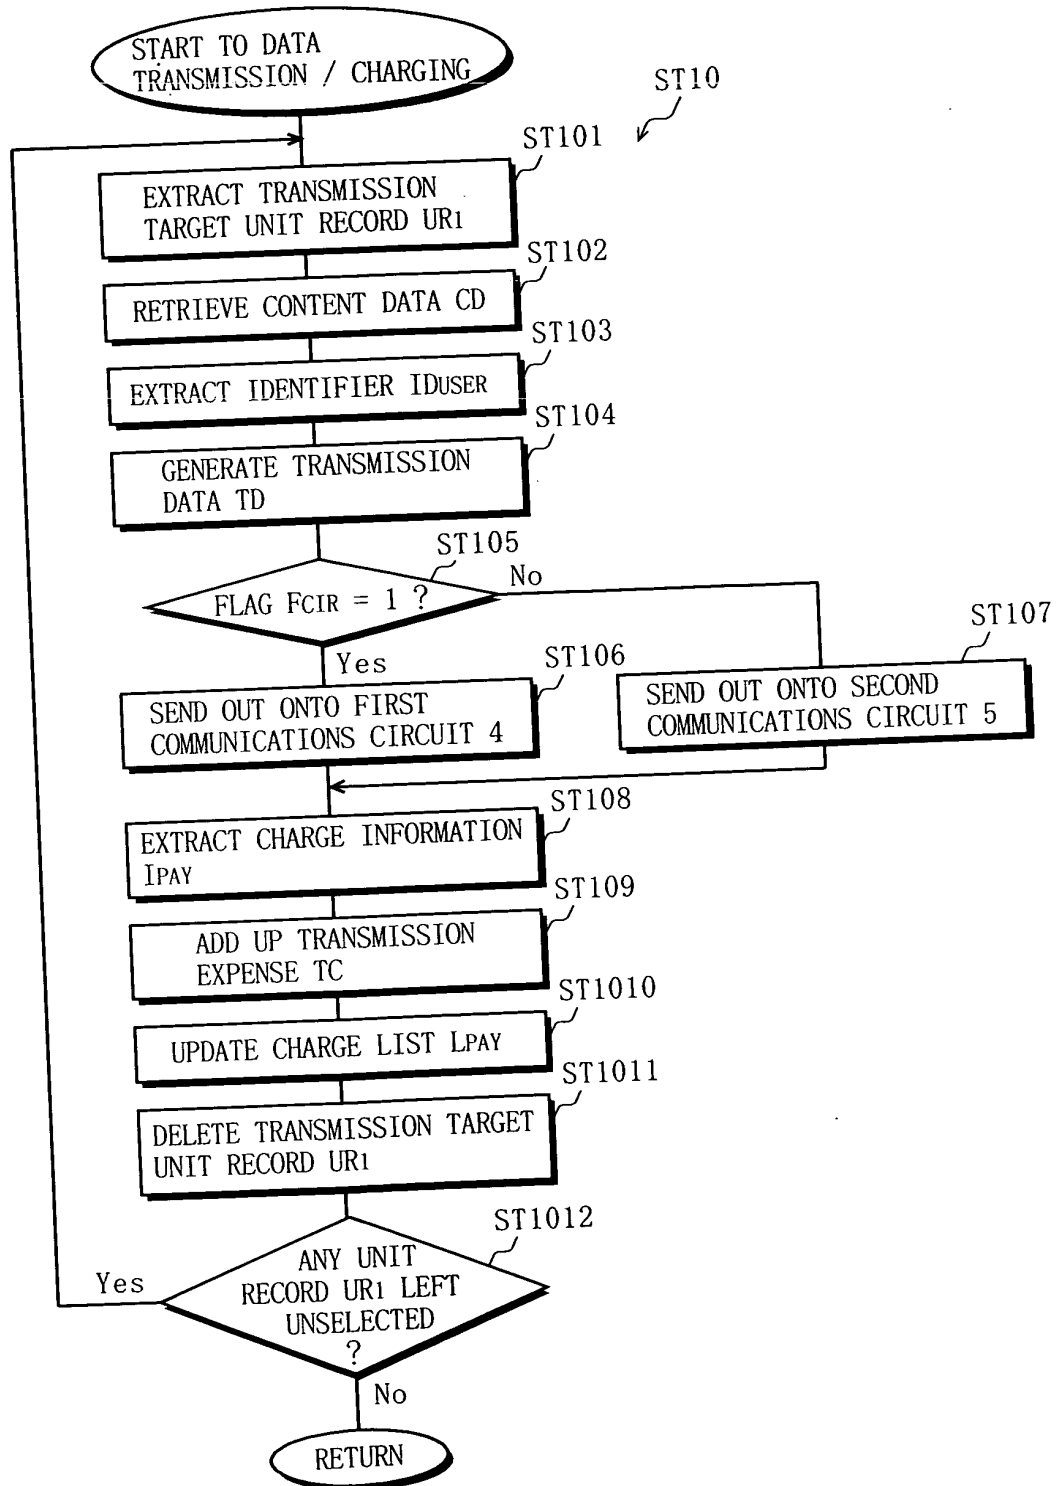 START TO DATA
TRANSMISSION / CHARGING
ST10
ST101
EXTRACT TRANSMISSION
TARGET UNIT RECORD UR1
ST102
RETRIEVE CONTENT DATA CD
ST103
EXTRACT IDENTIFIER IDUSER
ST104
GENERATE TRANSMISSION
DATA TD
ST105
FLAG FCIR = 1 ?
No
Yes
ST106
SEND OUT ONTO FIRST
COMMUNICATIONS CIRCUIT 4
ST107
SEND OUT ONTO SECOND
COMMUNICATIONS CIRCUIT 5
ST108
EXTRACT CHARGE INFORMATION
IPAY
ST109
ADD UP TRANSMISSION
EXPENSE TC
ST1010
UPDATE CHARGE LIST LPAY
ST1011
DELETE TRANSMISSION TARGET
UNIT RECORD UR1
ST1012
ANY UNIT
RECORD UR1 LEFT
UNSELECTED
?
Yes
No
RETURN